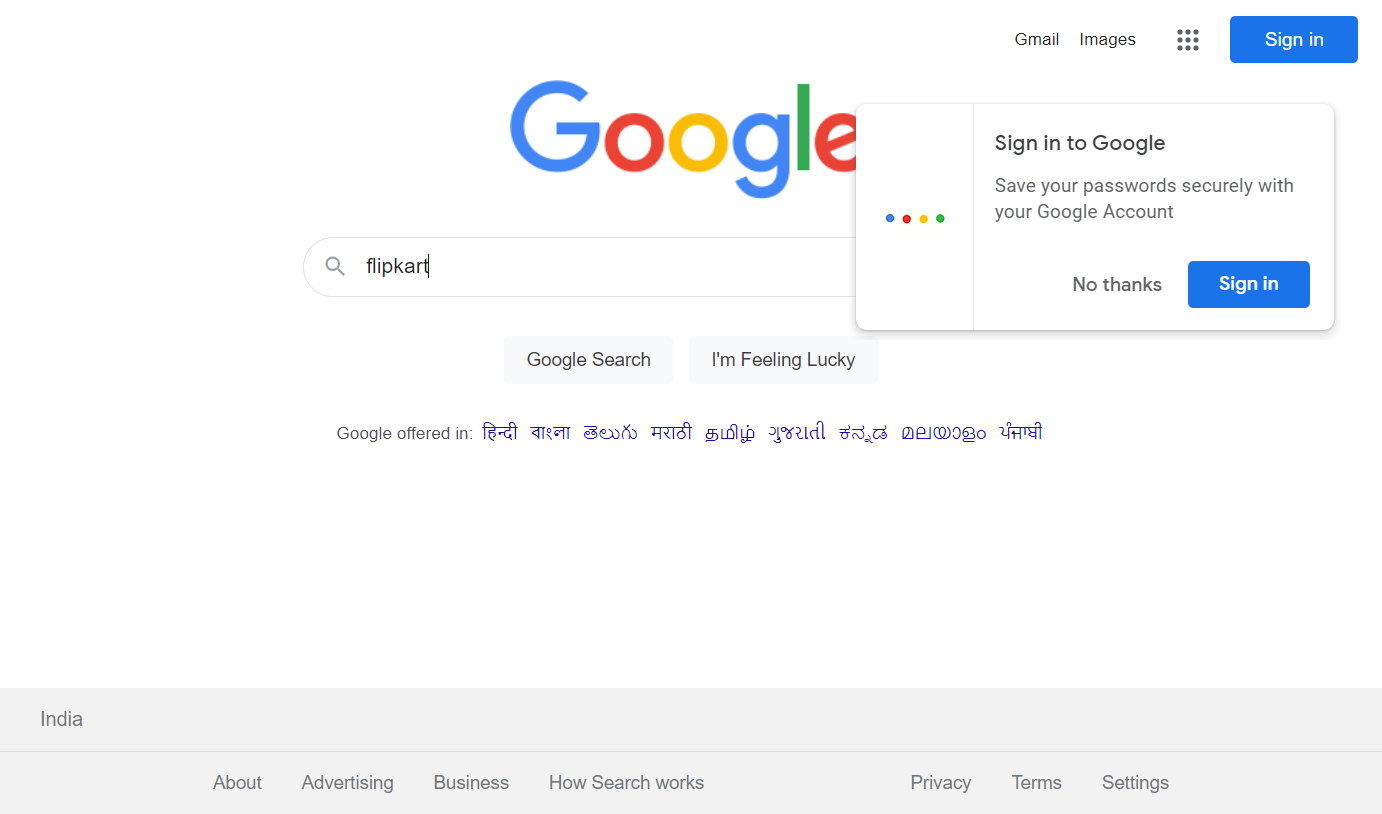 Gmail Images Sign in
Google
Sign in to Google
Save your passwords securely with
your Google Account
No thanks Sign in
flipkart
Google Search I'm Feeling Lucky
Google offered in: हिन्दी বাংলা తెలుగు मराठी தமிழ் ગુજરાતી ಕನ್ನಡ മലയാളം ਪੰਜਾਬੀ
India
About Advertising Business How Search works Privacy Terms Settings